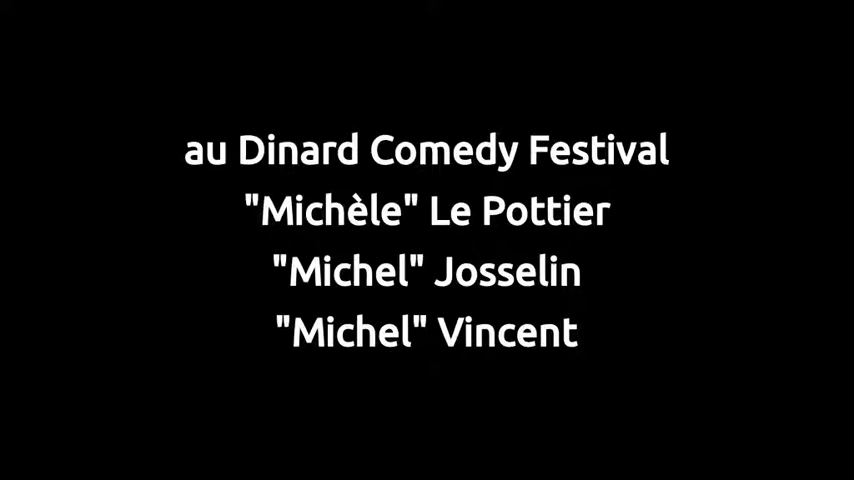 au Dinard Comedy Festival
"Michèle" Le Pottier
"Michel" Josselin
"Michel" Vincent